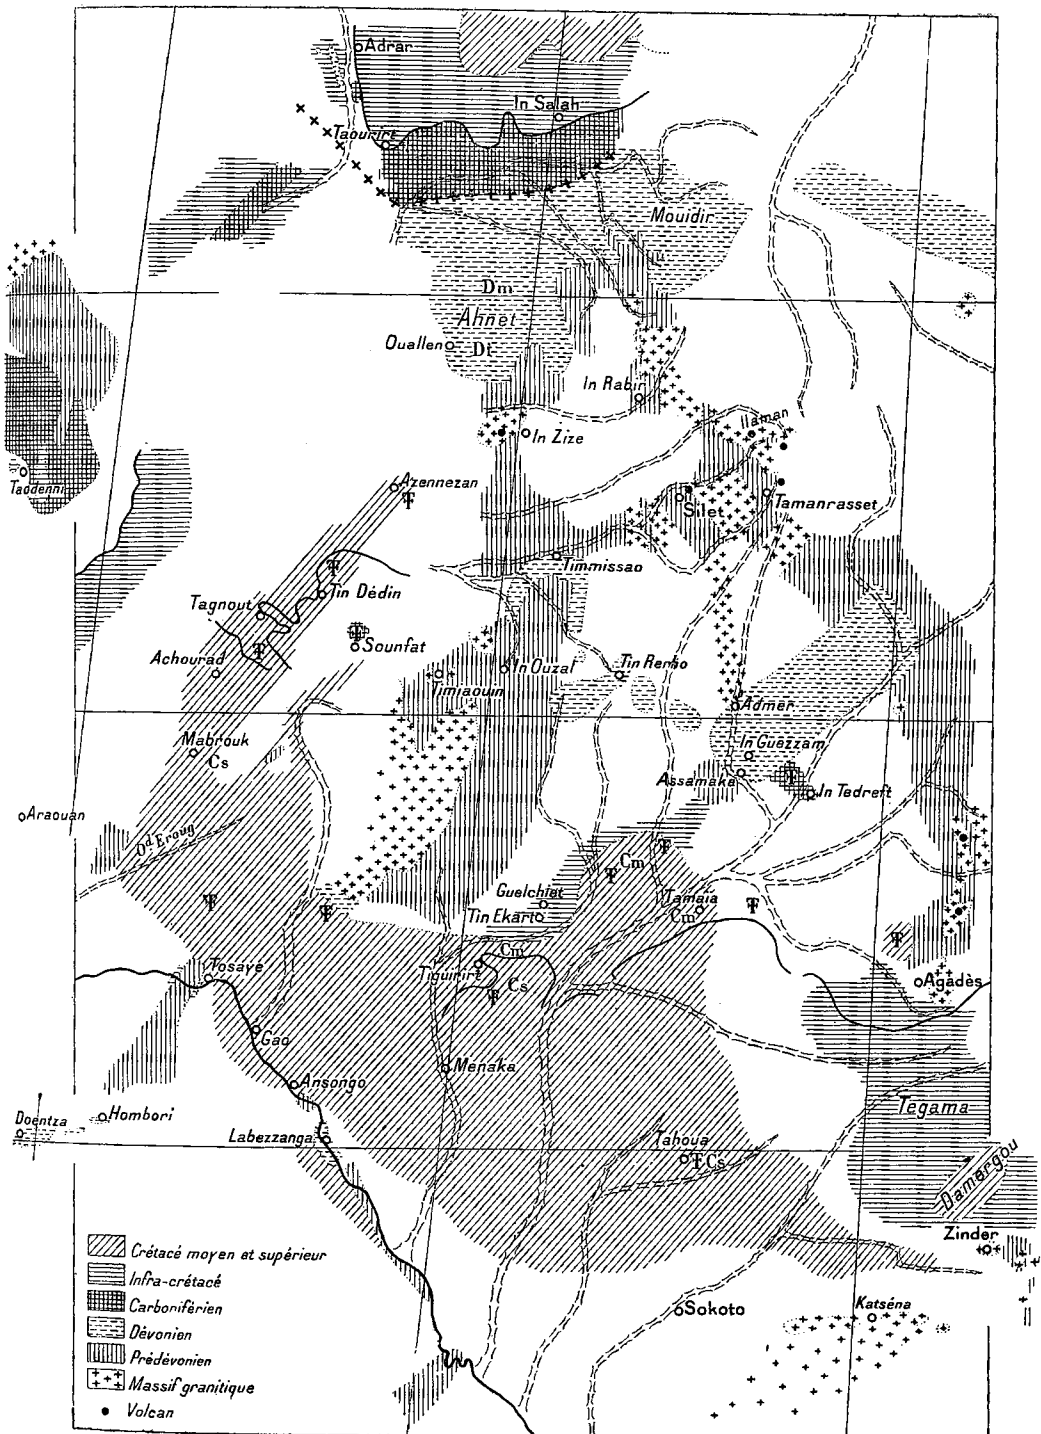 Adrar
In Salah
Taourirt
Mouidir
Dm
Ahnet
Ouallen
Di
In Rabir
Ilaman
In Zize
Taodenni
Azennezan
Silet
Tamanrasset
Timmissao
Tin Dédin
Tagnout
Sounfat
Achourad
In Ouzal
Tin Rerho
Timiaouin
Admer
Mabrouk
Cs
In Guezzam
Assamaka
In Tedreft
Araouan
Od Eroug
Cm
Guelchiet
Tamaïa
Cm
Tin Ekart
Cm
Tiguirirt
Cs
Tosayé
Agadès
Gao
Menaka
Ansongo
Tegama
Hombori
Doentza
Labezzanga
Tahoua
Cs
Damergou
Zinder
Crétacé moyen et supérieur
Infra-crétacé
Carboniférien
Dévonien
Prédévonien
Massif granitique
Volcan
Sokoto
Katséna